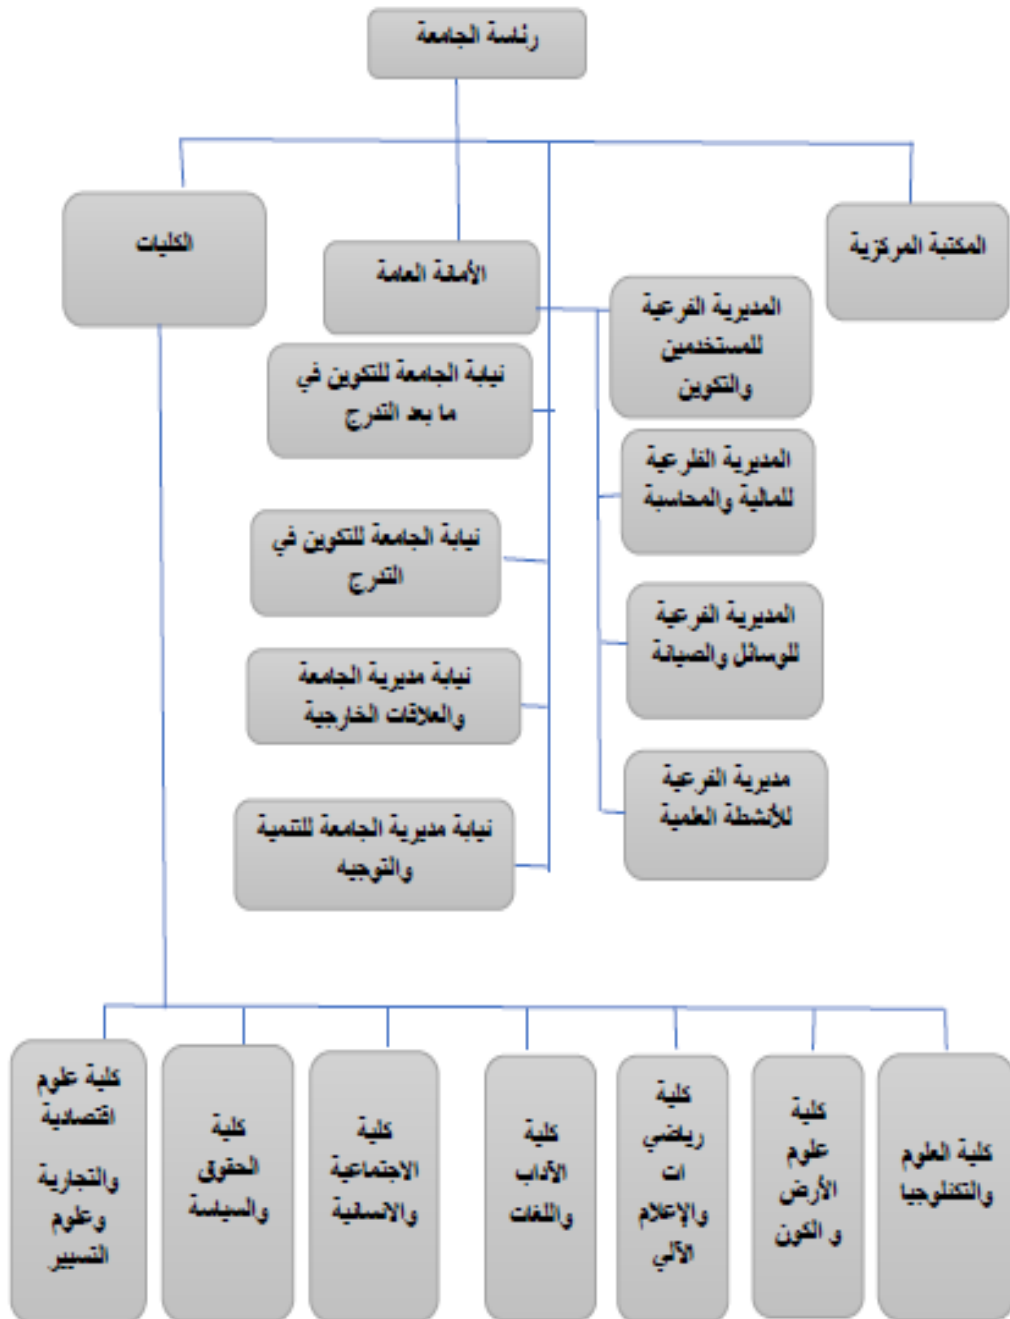 رئاسة الجامعة
المكتبة المركزية
الكليات
الأمانة العامة
المديرية الفرعية
للمستخدمين
والتكوين
نيابة الجامعة للتكوين في
ما بعد التدرج
المديرية الفلرعية
للمالية والمحاسبة
نيابة الجامعة للتكوين في
التدرج
المديرية الفرعية
للوسائل والصيانة
نيابة مديرية الجامعة
والعلاقات الخارجية
مديرية الفرعية
للأنشطة العلمية
نيابة مديرية الجامعة للتنمية
والتوجيه
كلية العلوم
والتكنلوجيا
كلية
علوم
الأرض
و الكون
كلية
رياضي
ات
والإعلام
الآلي
كلية
الآداب
واللغات
كلية
الاجتماعية
والانسانية
كلية
الحقوق
والسياسة
كلية علوم
اقتصادية
والتجارية
وعلوم
التسيير